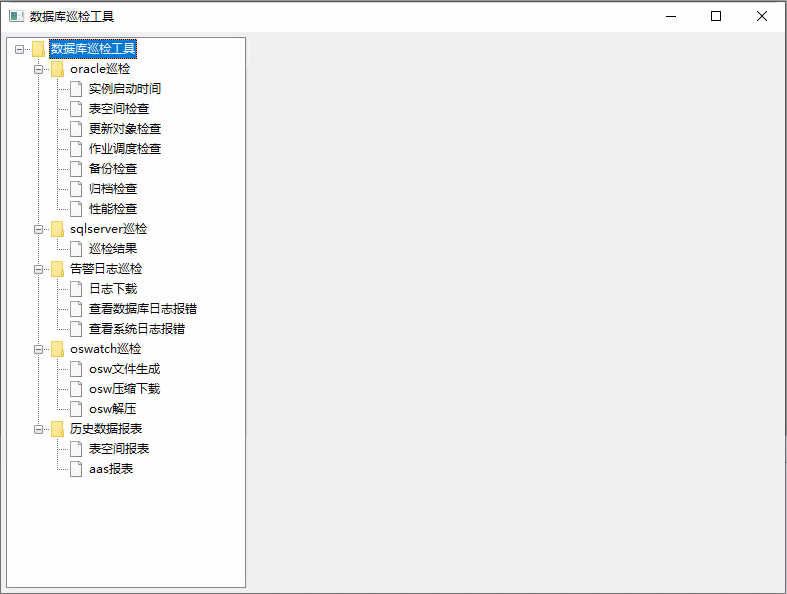 数据库巡检工具
数据库巡检工具
oracle巡检
实例启动时间
表空间检查
更新对象检查
作业调度检查
备份检查
归档检查
性能检查
sqlserver巡检
巡检结果
告警日志巡检
日志下载
查看数据库日志报错
查看系统日志报错
oswatch巡检
osw文件生成
osw压缩下载
osw解压
历史数据报表
表空间报表
aas报表